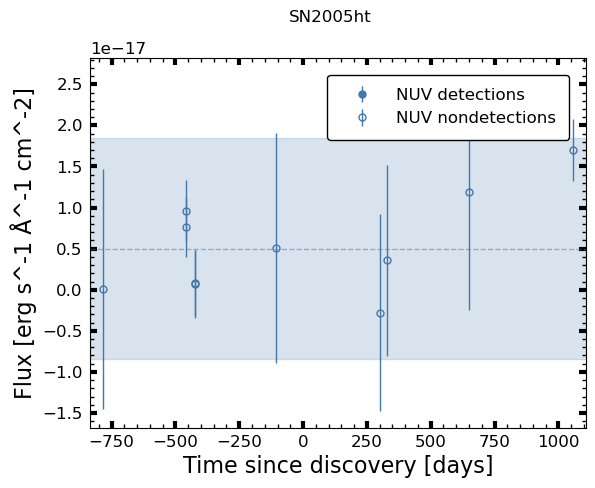 SN2005ht
1e−17
NUV detections
NUV nondetections
2.5
2.0
1.5
1.0
0.5
0.0
−0.5
−1.0
−1.5
Flux [erg s^-1 Å^-1 cm^-2]
−750 −500 −250 0 250 500 750 1000
Time since discovery [days]